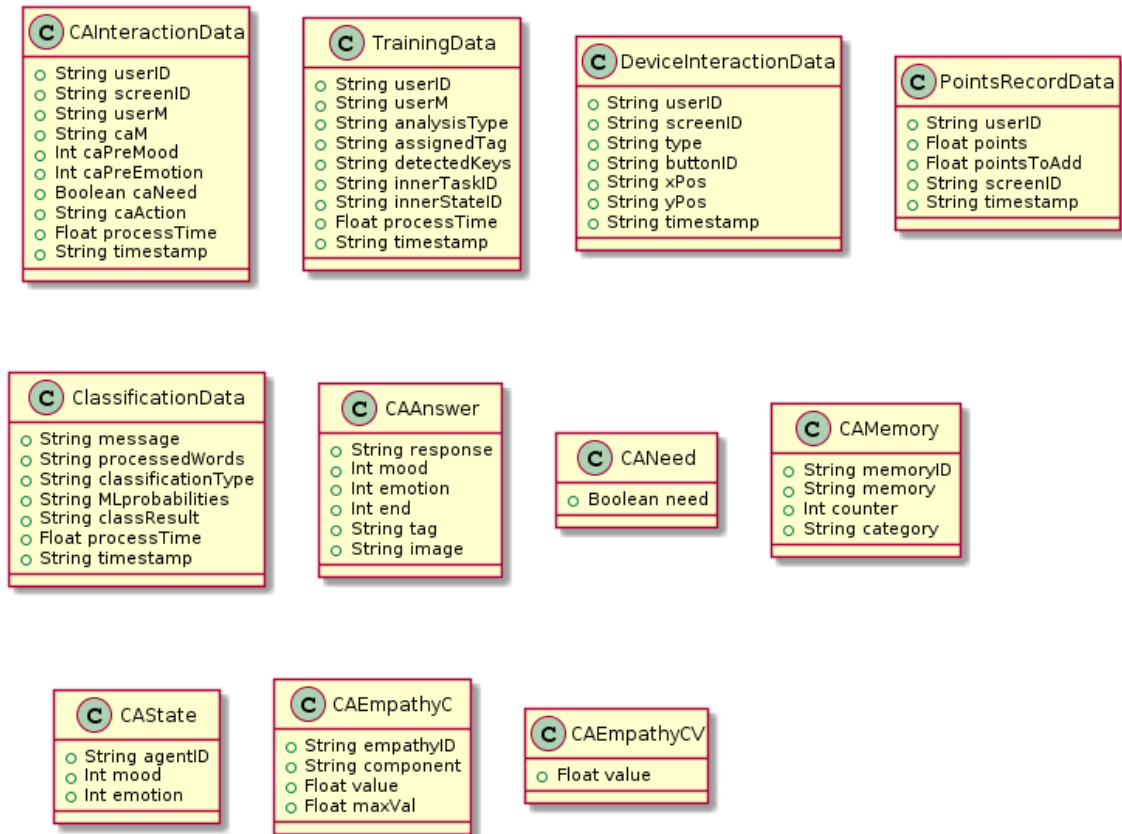 C CAInteractionData
String userID
String screenID
String userM
String caM
Int caPreMood
Int caPreEmotion
Boolean caNeed
String caAction
Float processTime
String timestamp
C TrainingData
String userID
String userM
String analysisType
String assignedTag
String detectedKeys
String innerTaskID
String innerStateID
Float processTime
String timestamp
C DeviceInteractionData
String userID
String screenID
String type
String buttonID
String xPos
String yPos
String timestamp
C PointsRecordData
String userID
Float points
Float pointsToAdd
String screenID
String timestamp
C ClassificationData
String message
String processedWords
String classificationType
String MLprobabilities
String classResult
Float processTime
String timestamp
C CAAnswer
String response
Int mood
Int emotion
Int end
String tag
String image
C CANeed
Boolean need
C CAMemory
String memoryID
String memory
Int counter
String category
C CAState
String agentID
Int mood
Int emotion
C CAEmpathyC
String empathyID
String component
Float value
Float maxVal
C CAEmpathyCV
Float value